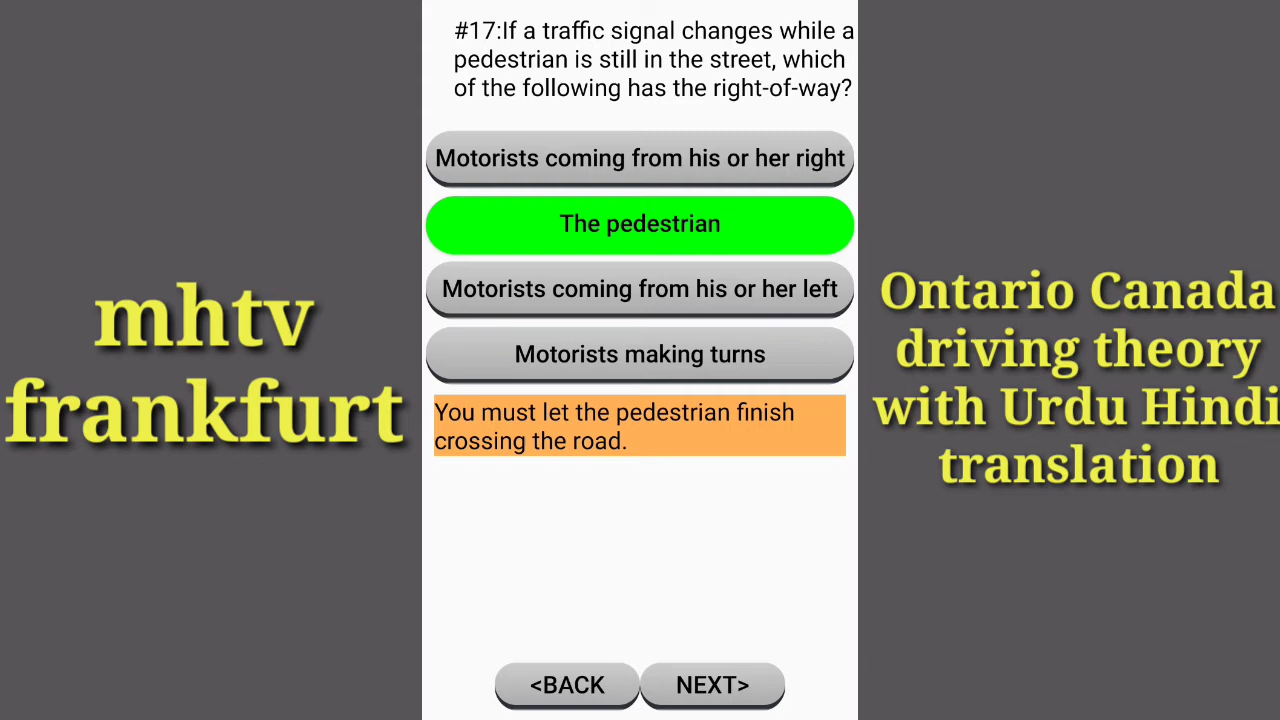 #17:If a traffic signal changes while a
pedestrian is still in the street, which
of the following has the right-of-way?
Motorists coming from his or her right
The pedestrian
Motorists coming from his or her left
Motorists making turns
You must let the pedestrian finish
crossing the road.
<BACK
NEXT>
mhtv
frankfurt
Ontario Canada
driving theory
with Urdu Hindi
translation